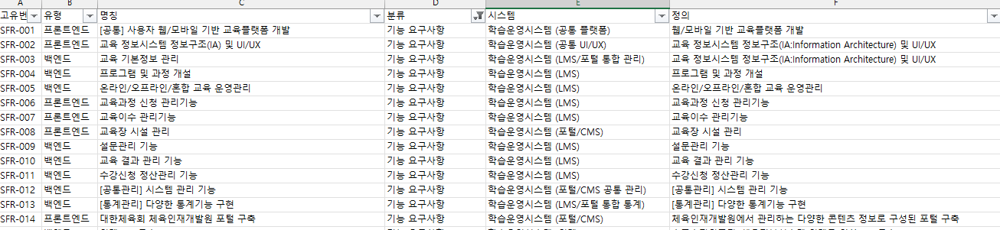 A B C D E F
고유번 유형 명칭 분류 시스템 정의
SFR-001 프론트엔드 [공통] 사용자 웹/모바일 기반 교육플랫폼 개발 기능 요구사항 학습운영시스템 (공통 플랫폼) 웹/모바일 기반 교육플랫폼 개발
SFR-002 프론트엔드 교육 정보시스템 정보구조(IA) 및 UI/UX 기능 요구사항 학습운영시스템 (공통 UI/UX) 교육 정보시스템 정보구조(IA:Information Architecture) 및 UI/UX
SFR-003 백엔드 교육 기본정보 관리 기능 요구사항 학습운영시스템 (LMS/포털 통합 관리) 교육 정보시스템 정보구조(IA:Information Architecture) 및 UI/UX
SFR-004 백엔드 프로그램 및 과정 개설 기능 요구사항 학습운영시스템 (LMS) 프로그램 및 과정 개설
SFR-005 백엔드 온라인/오프라인/혼합 교육 운영관리 기능 요구사항 학습운영시스템 (LMS) 온라인/오프라인/혼합 교육 운영관리
SFR-006 프론트엔드 교육과정 신청 관리기능 기능 요구사항 학습운영시스템 (LMS) 교육과정 신청 관리기능
SFR-007 프론트엔드 교육이수 관리기능 기능 요구사항 학습운영시스템 (LMS) 교육이수 관리기능
SFR-008 프론트엔드 교육장 시설 관리 기능 요구사항 학습운영시스템 (포털/CMS) 교육장 시설 관리
SFR-009 백엔드 설문관리 기능 기능 요구사항 학습운영시스템 (LMS) 설문관리 기능
SFR-010 백엔드 교육 결과 관리 기능 기능 요구사항 학습운영시스템 (LMS) 교육 결과 관리 기능
SFR-011 백엔드 수강신청 정산관리 기능 기능 요구사항 학습운영시스템 (LMS) 수강신청 정산관리 기능
SFR-012 백엔드 [공통관리] 시스템 관리 기능 기능 요구사항 학습운영시스템 (포털/CMS 공통 관리) [공통관리] 시스템 관리 기능
SFR-013 백엔드 [통계관리] 다양한 통계기능 구현 기능 요구사항 학습운영시스템 (LMS/포털 통합 통계) [통계관리] 다양한 통계기능 구현
SFR-014 프론트엔드 대한체육회 체육인재개발원 포털 구축 기능 요구사항 학습운영시스템 (포털/CMS) 체육인재개발원에서 관리하는 다양한 콘텐츠 정보로 구성된 포털 구축